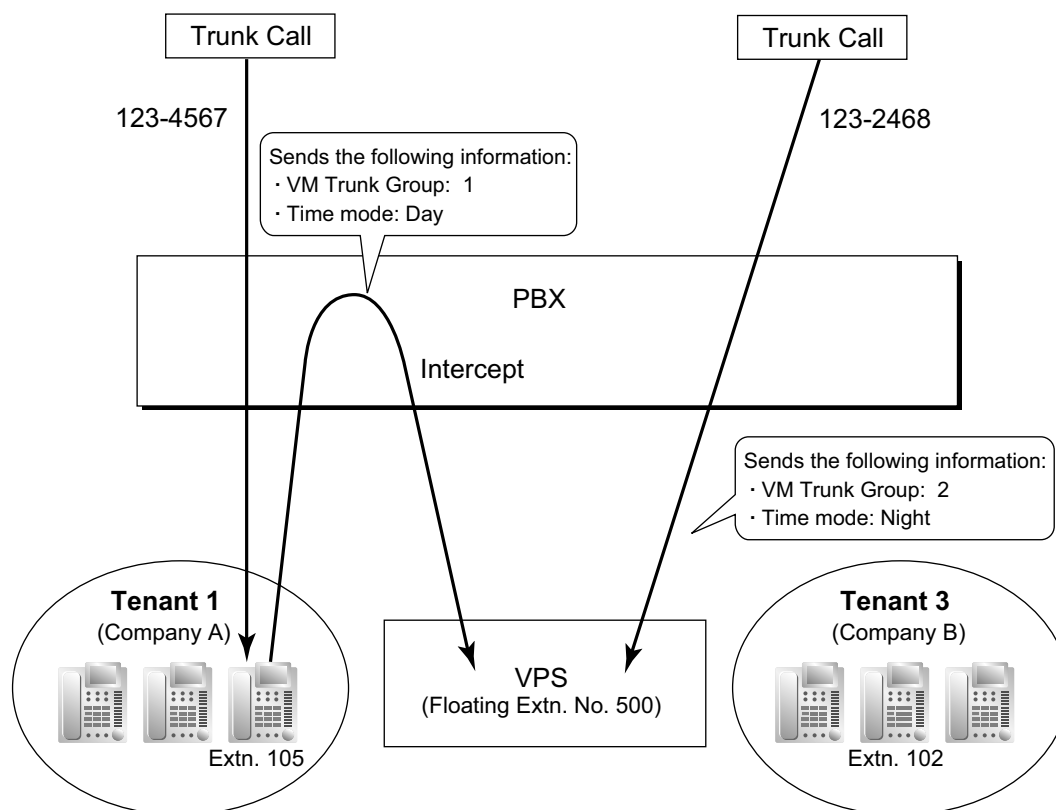 Trunk Call
Trunk Call
123-4567
123-2468
Sends the following information:
・VM Trunk Group: 1
・Time mode: Day
PBX
Intercept
Sends the following information:
・VM Trunk Group: 2
・Time mode: Night
Tenant 1
(Company A)
Extn. 105
VPS
(Floating Extn. No. 500)
Tenant 3
(Company B)
Extn. 102